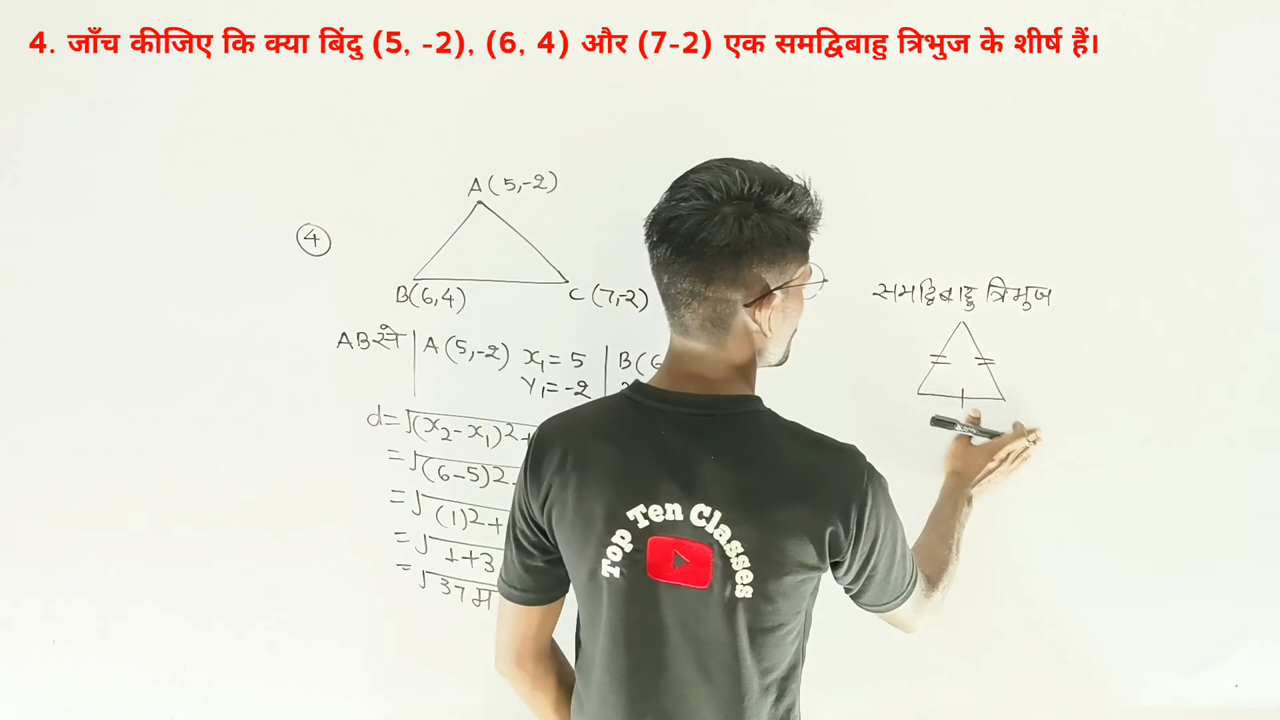 4. जाँच कीजिए कि क्या बिंदु (5, -2), (6, 4) और (7-2) एक समद्विबाहु त्रिभुज के शीर्ष हैं।
4
A(5,-2)
B(6,4) C(7,-2)
समद्विबाहु त्रिभुज
ABसे | A(5,-2) x₁= 5 | B(6
Y₁= -2
d=√(x₂-x₁)²+
=√(6-5)²
=√(1)²+
=√1+3
=√37 म
Top Ten Classes